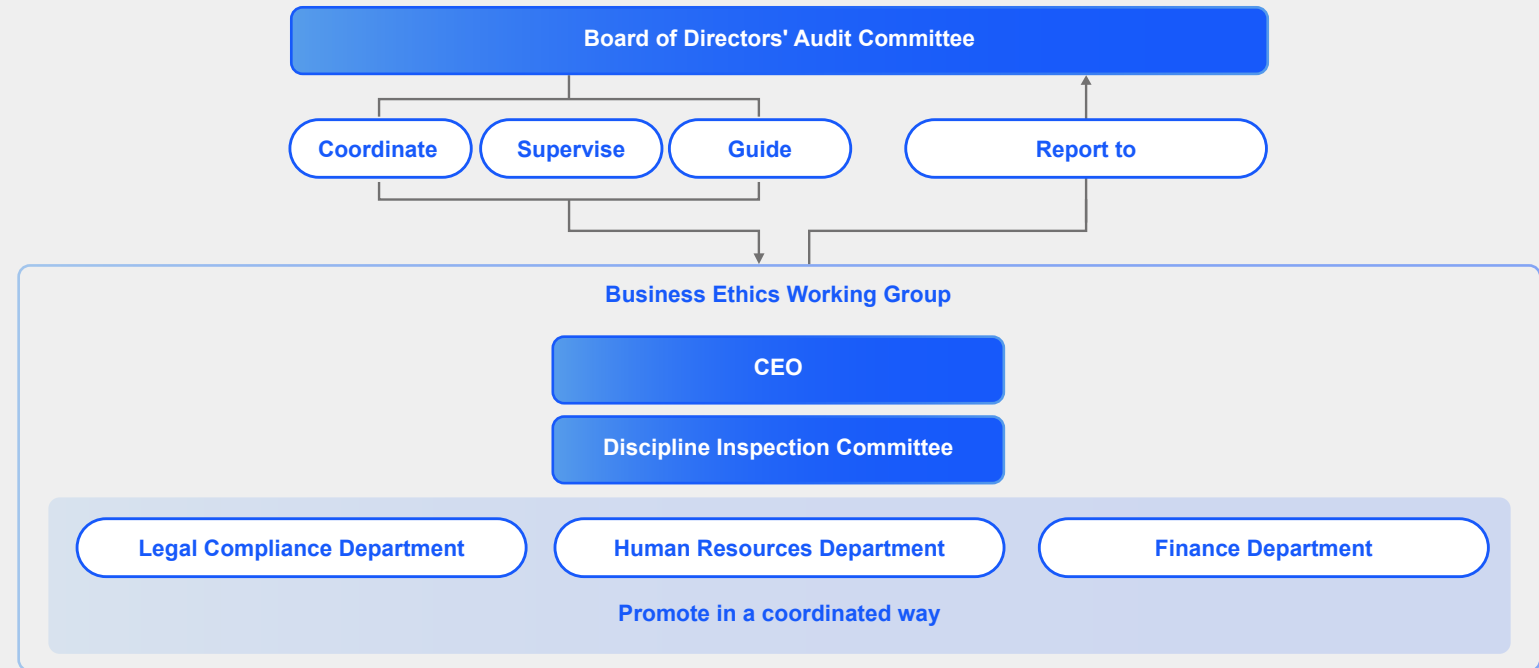 Board of Directors' Audit Committee
Coordinate
Supervise
Guide
Report to
Business Ethics Working Group
CEO
Discipline Inspection Committee
Legal Compliance Department
Human Resources Department
Finance Department
Promote in a coordinated way